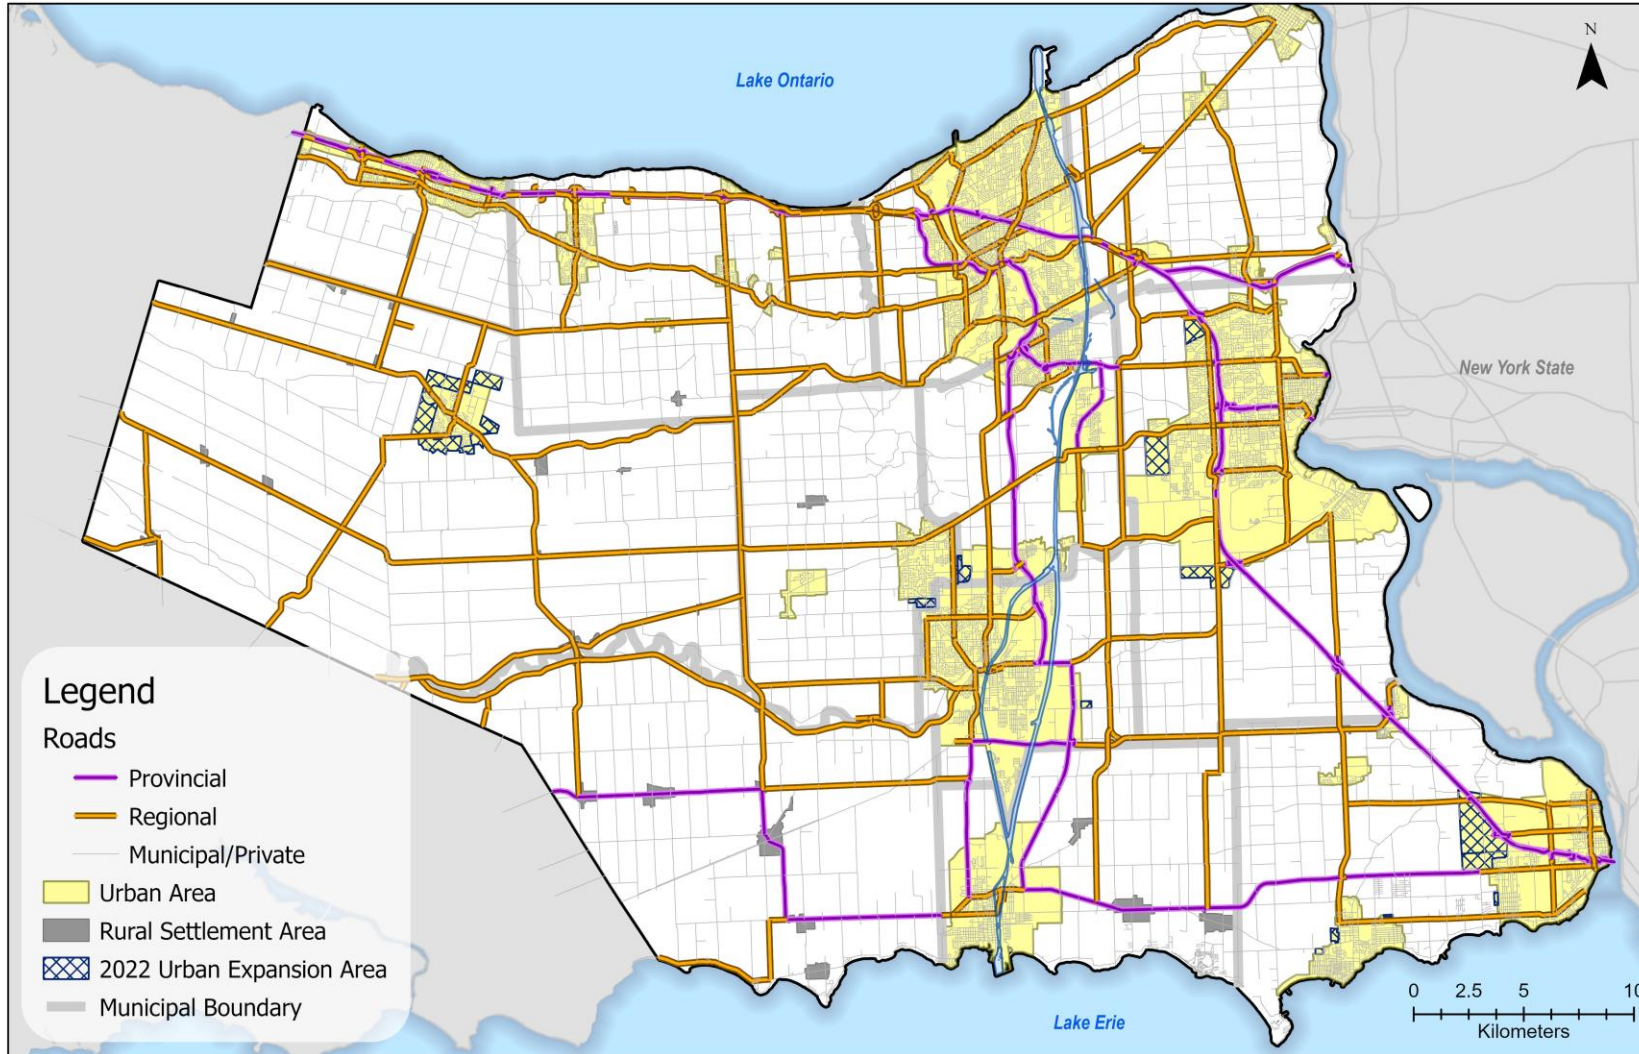 N
Lake Ontario
New York State
Legend
Roads
Provincial
Regional
Municipal/Private
Urban Area
Rural Settlement Area
2022 Urban Expansion Area
Municipal Boundary
Lake Erie
0 2.5 5 10
Kilometers